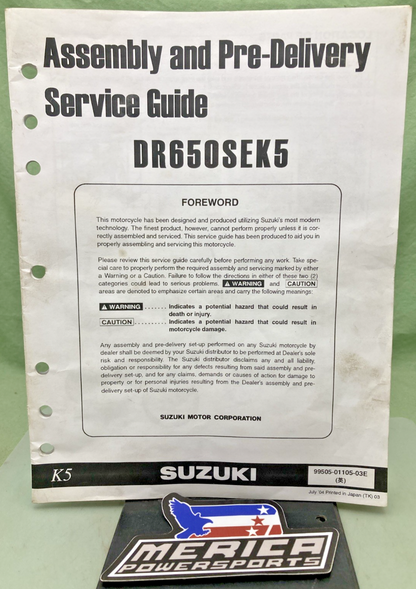 Assembly and Pre-Delivery
Service Guide
DR650SEK5
FOREWORD
This motorcycle has been designed and produced utilizing Suzuki's most modern
technology. The finest product, however, cannot perform properly unless it is cor-
rectly assembled and serviced. This service guide has been produced to aid you in
properly assembling and servicing this motorcycle.
Please review this service guide carefully before performing any work. Take spe-
cial care to properly perform the required assembly and servicing marked by either
a Warning or a Caution. Failure to follow the directions in either of these two (2)
categories could lead to serious problems. ⚠ WARNING and CAUTION
areas are denoted to emphasize certain areas and carry the following meanings.
⚠ WARNING ....... Indicates a potential hazard that could result in
death or injury.
CAUTION .......... Indicates a potential hazard that could result in
motorcycle damage.
Any assembly and pre-delivery set-up performed on any Suzuki motorcycle by
dealer shall be deemed by your Suzuki distributor to be performed at Dealer's sole
risk and responsibility. The Suzuki distributor disclaims any and all liability,
obligation or responsibility for any defects resulting from said assembly and pre-
delivery set-up, and for any claims, demands or causes of action for damage to
property or for personal injuries resulting from the Dealer's assembly and pre-
delivery set-up of Suzuki motorcycle.
SUZUKI MOTOR CORPORATION
K5
SUZUKI
99505-01105-03E
(英)
July '04 Printed in Japan (TK) 03
MERICA
POWERSPORTS